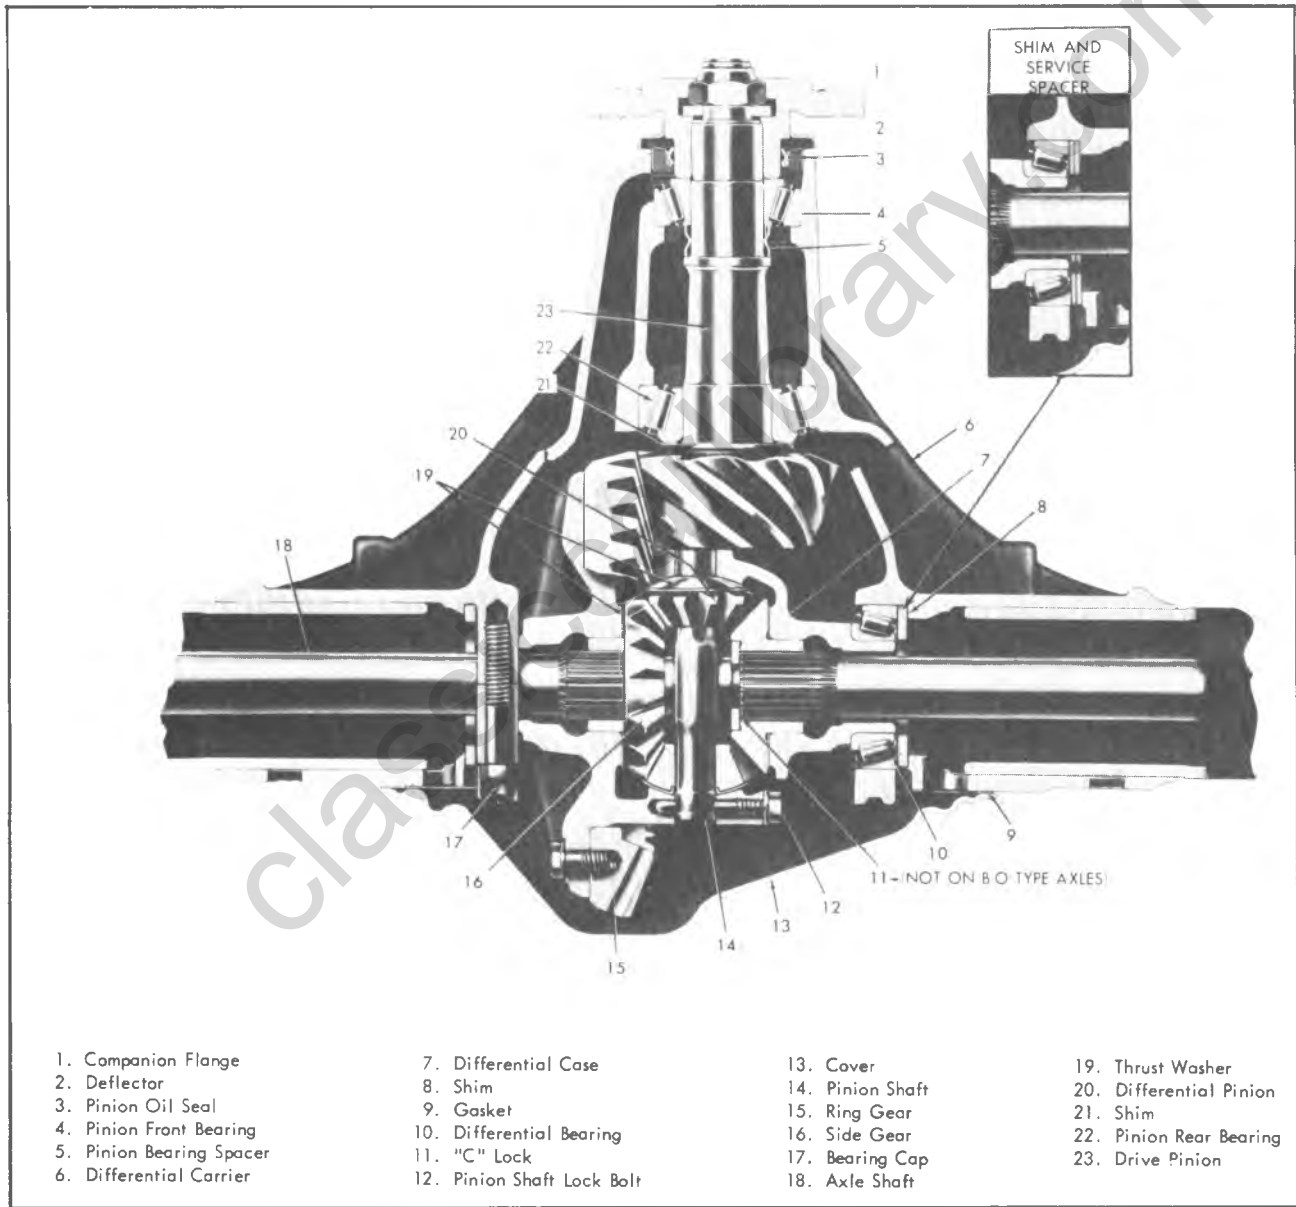 SHIM AND
SERVICE
SPACER
1
2
3
4
5
23
22
21
20
19
6
7
8
18
17
16
15
14
13
12
11-(NOT ON B O TYPE AXLES)
10
9
classiccarlibrary.com
1. Companion Flange
2. Deflector
3. Pinion Oil Seal
4. Pinion Front Bearing
5. Pinion Bearing Spacer
6. Differential Carrier
7. Differential Case
8. Shim
9. Gasket
10. Differential Bearing
11. "C" Lock
12. Pinion Shaft Lock Bolt
13. Cover
14. Pinion Shaft
15. Ring Gear
16. Side Gear
17. Bearing Cap
18. Axle Shaft
19. Thrust Washer
20. Differential Pinion
21. Shim
22. Pinion Rear Bearing
23. Drive Pinion